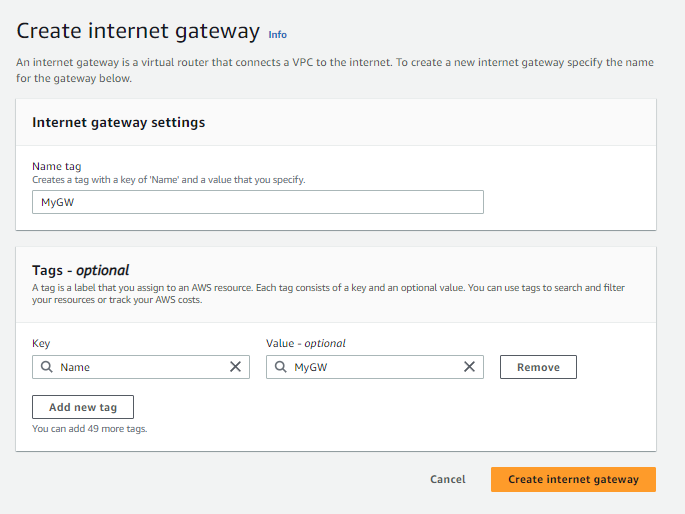 Create internet gateway Info
An internet gateway is a virtual router that connects a VPC to the internet. To create a new internet gateway specify the name
for the gateway below.
Internet gateway settings
Name tag
Creates a tag with a key of 'Name' and a value that you specify.
MyGW
Tags - optional
A tag is a label that you assign to an AWS resource. Each tag consists of a key and an optional value. You can use tags to search and filter
your resources or track your AWS costs.
Key Value - optional
Name MyGW Remove
Add new tag
You can add 49 more tags.
Cancel Create internet gateway